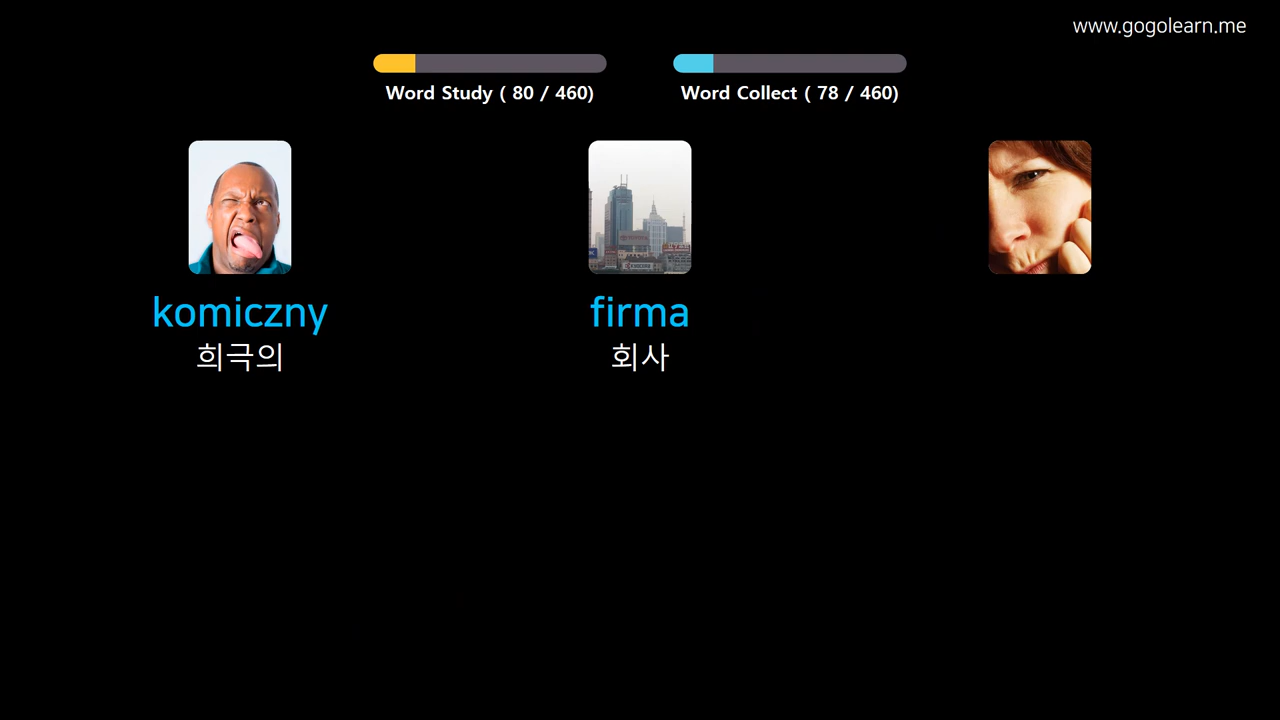 www.gogolearn.me
Word Study ( 80 / 460)
Word Collect ( 78 / 460)
komiczny
희극의
firma
회사